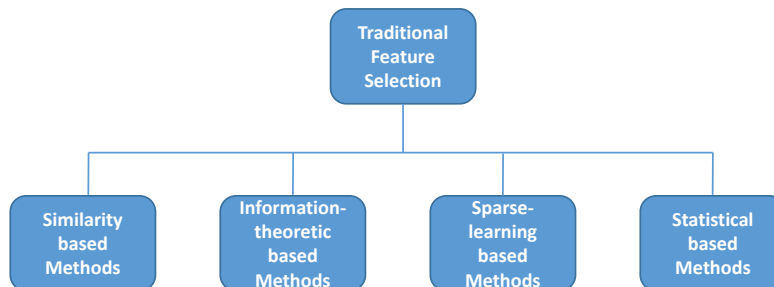 Traditional
Feature
Selection
Similarity
based
Methods
Information-
theoretic
based
Methods
Sparse-
learning
based
Methods
Statistical
based
Methods